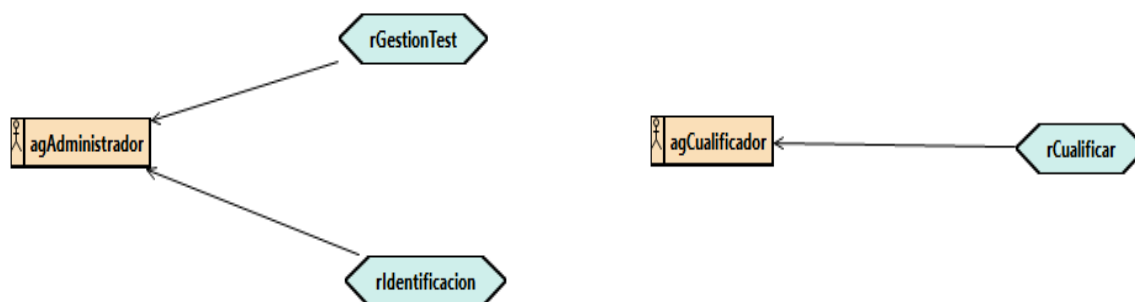 rGestionTest
agAdministrador
rIdentificacion
agCualificador
rCualificar